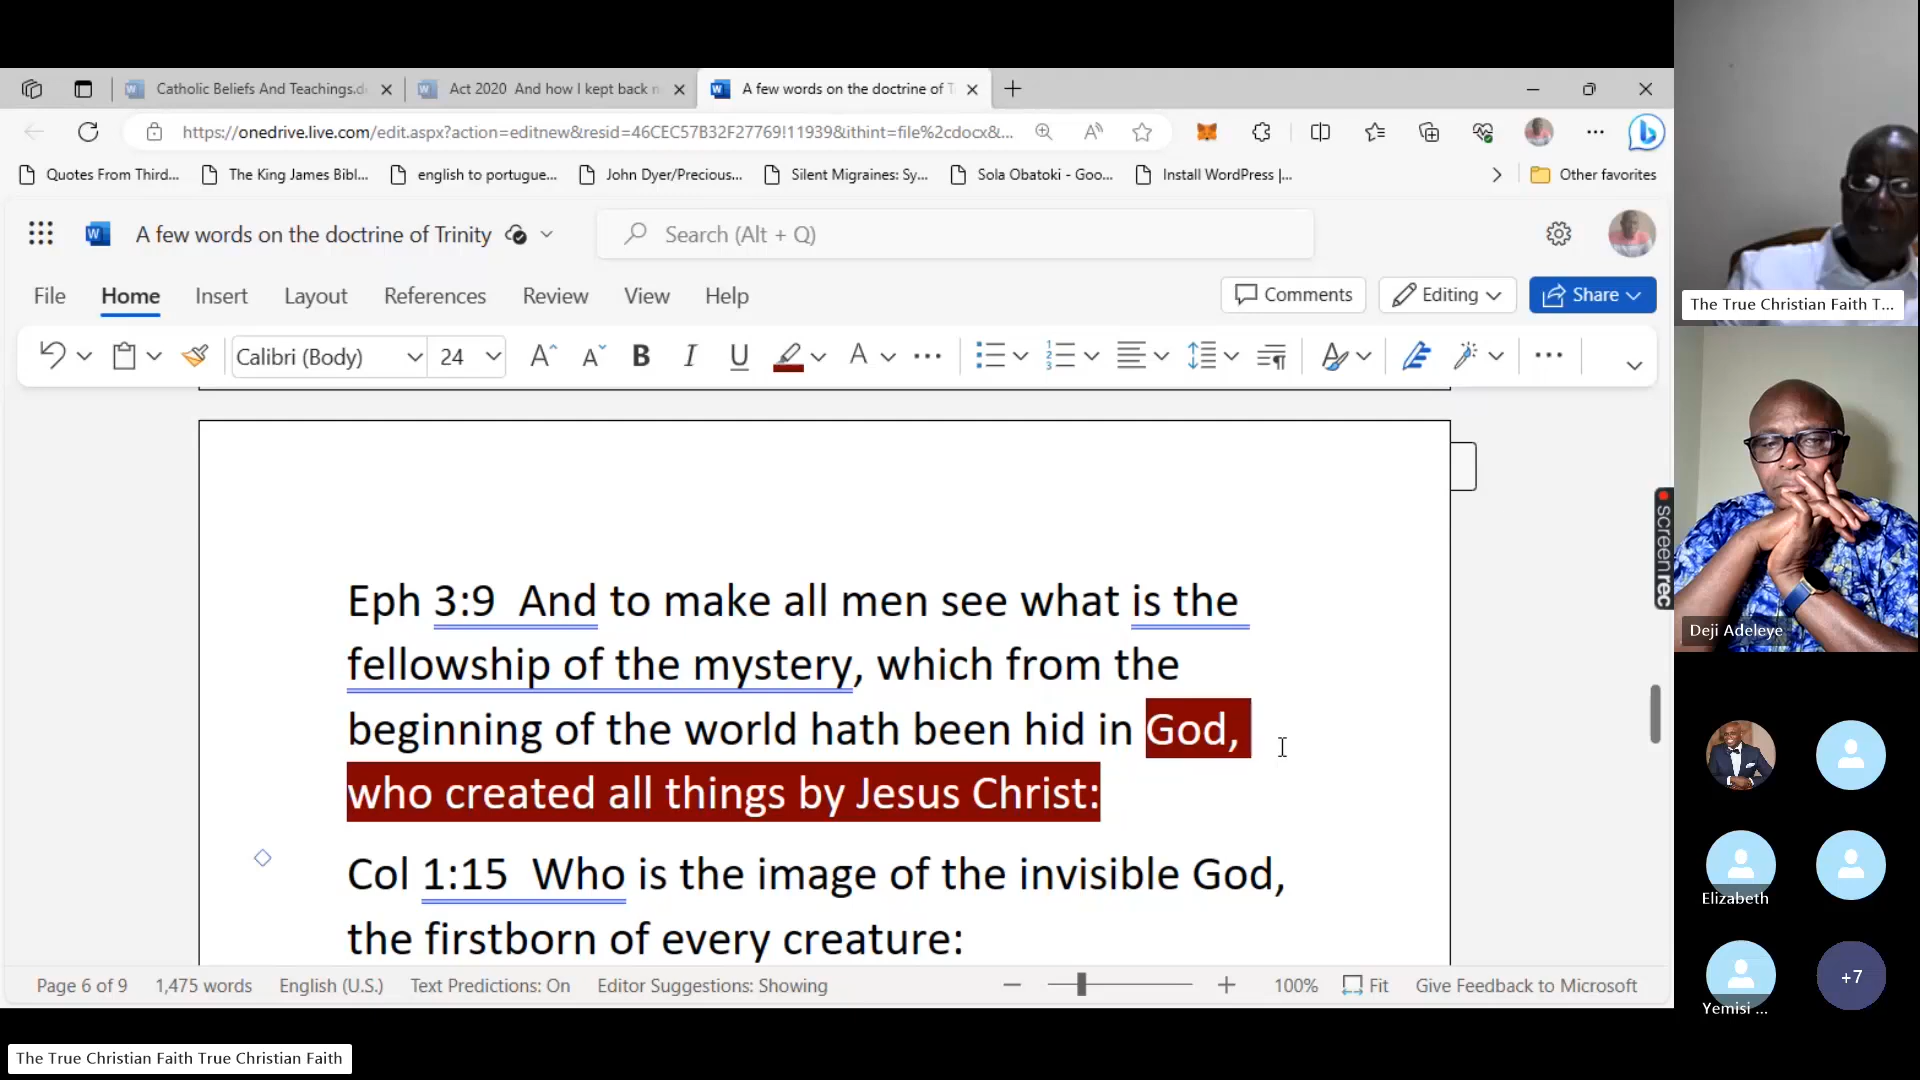 Catholic Beliefs And Teachings.d
Act 2020 And how I kept back n
A few words on the doctrine of T
https://onedrive.live.com/edit.aspx?action=editnew&resid=46CEC57B32F27769!11939&ithint=file%2cdocx&...
Quotes From Third...
The King James Bibl...
english to portugue...
John Dyer/Precious...
Silent Migraines: Sy...
Sola Obatoki - Goo...
Install WordPress |...
Other favorites
A few words on the doctrine of Trinity
Search (Alt + Q)
File Home Insert Layout References Review View Help
Comments
Editing
Share
Calibri (Body)
24
Eph 3:9 And to make all men see what is the
fellowship of the mystery, which from the
beginning of the world hath been hid in God,
who created all things by Jesus Christ:
Col 1:15 Who is the image of the invisible God,
the firstborn of every creature:
Page 6 of 9 1,475 words English (U.S.) Text Predictions: On Editor Suggestions: Showing 100% Fit Give Feedback to Microsoft
screenrec
The True Christian Faith T...
Deji Adeleye
Elizabeth
Yemisi ...
+7
The True Christian Faith True Christian Faith